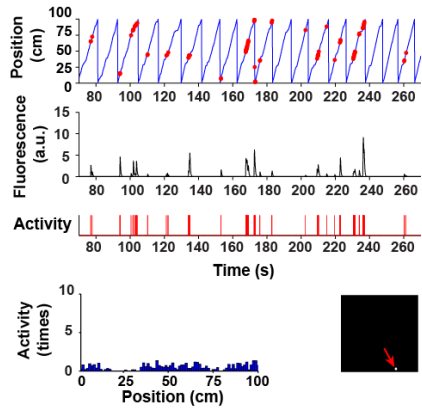 Position
(cm)
100
75
50
25
0
80 100 120 140 160 180 200 220 240 260
Fluorescence
(a.u.)
15
10
5
0
80 100 120 140 160 180 200 220 240 260
Activity
80 100 120 140 160 180 200 220 240 260
Time (s)
Activity
(times)
10
5
0
0 25 50 75 100
Position (cm)